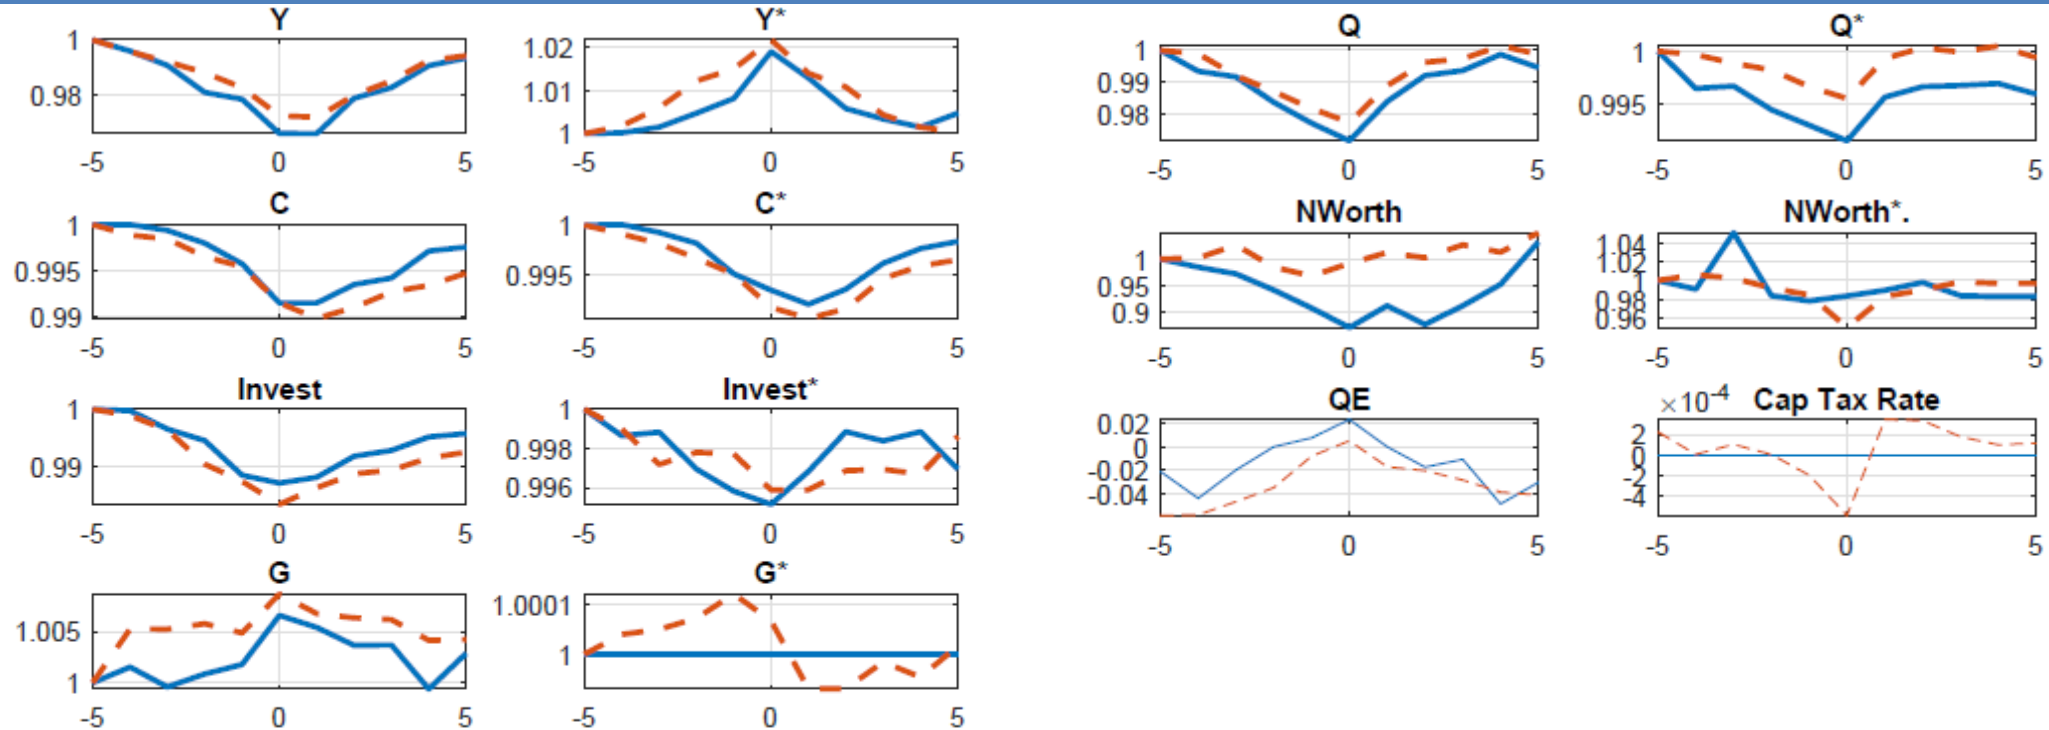 Y
1
0.98
-5 0 5
Y*
1.02
1.01
1
-5 0 5
Q
1
0.99
0.98
-5 0 5
Q*
1
0.995
-5 0 5
C
1
0.995
0.99
-5 0 5
C*
1
0.995
-5 0 5
NWorth
1
0.95
0.9
-5 0 5
NWorth*.
1.04
1.02
1
0.98
0.96
-5 0 5
Invest
1
0.99
-5 0 5
Invest*
1
0.998
0.996
-5 0 5
QE
0.02
0
-0.02
-0.04
-5 0 5
×10-4 Cap Tax Rate
2
0
-2
-4
-5 0 5
G
1.005
1
-5 0 5
G*
1.0001
1
-5 0 5